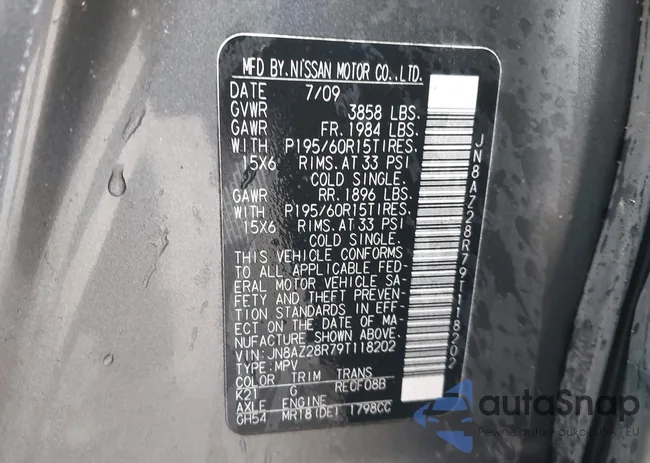 MFD BY. NISSAN MOTOR CO., LTD.
DATE 7/09
GVWR 3858 LBS.
GAWR FR. 1984 LBS.
WITH P195/60R15TIRES.
15X6 RIMS. AT 33 PSI
COLD SINGLE.
GAWR RR. 1896 LBS.
WITH P195/60R15TIRES.
15X6 RIMS. AT 33 PSI
COLD SINGLE.
THIS VEHICLE CONFORMS
TO ALL APPLICABLE FED-
ERAL MOTOR VEHICLE SA-
FETY AND THEFT PREVEN-
TION STANDARDS IN EFF-
ECT ON THE DATE OF MA-
NUFACTURE SHOWN ABOVE.
VIN: JN8AZ28R79T118202
TYPE: MPV
COLOR TRIM TRANS
K21 G RECF08B
AXLE ENGINE
GH54 MR18 (DE) 1798CC
JN8AZ28R79T118202
autoSnap